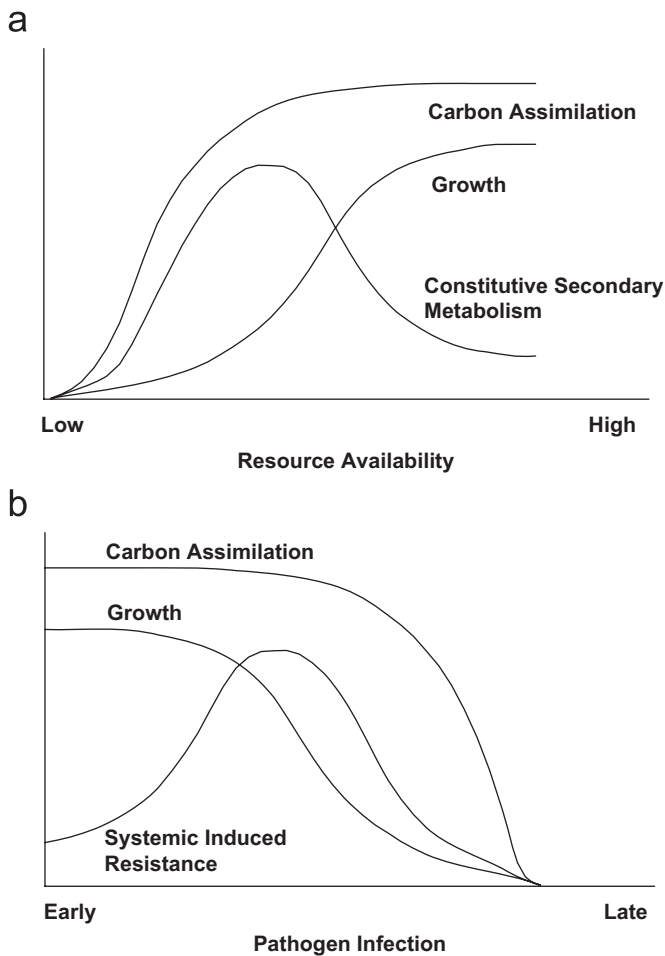 a
Carbon Assimilation
Growth
Constitutive Secondary
Metabolism
Low
High
Resource Availability
b
Carbon Assimilation
Growth
Systemic Induced
Resistance
Early
Late
Pathogen Infection